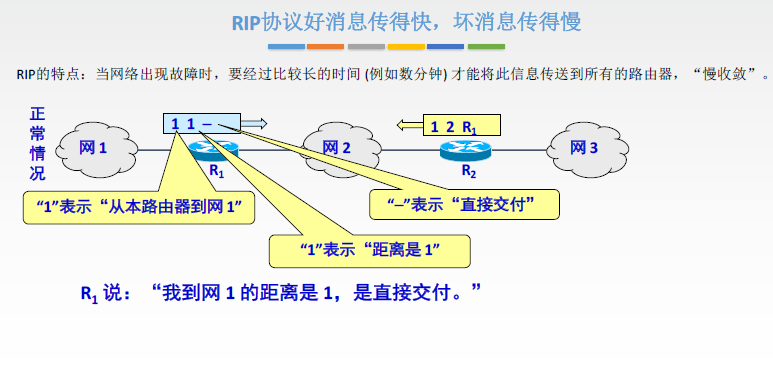 RIP协议好消息传得快，坏消息传得慢
RIP的特点：当网络出现故障时，要经过比较长的时间 (例如数分钟) 才能将此信息传送到所有的路由器，“慢收敛”。
正常情况
1 1 −
1 2 R1
网 1
网 2
网 3
R1
R2
“1”表示“从本路由器到网 1”
“−”表示“直接交付”
“1”表示“距离是 1”
R1 说：“我到网 1 的距离是 1，是直接交付。”